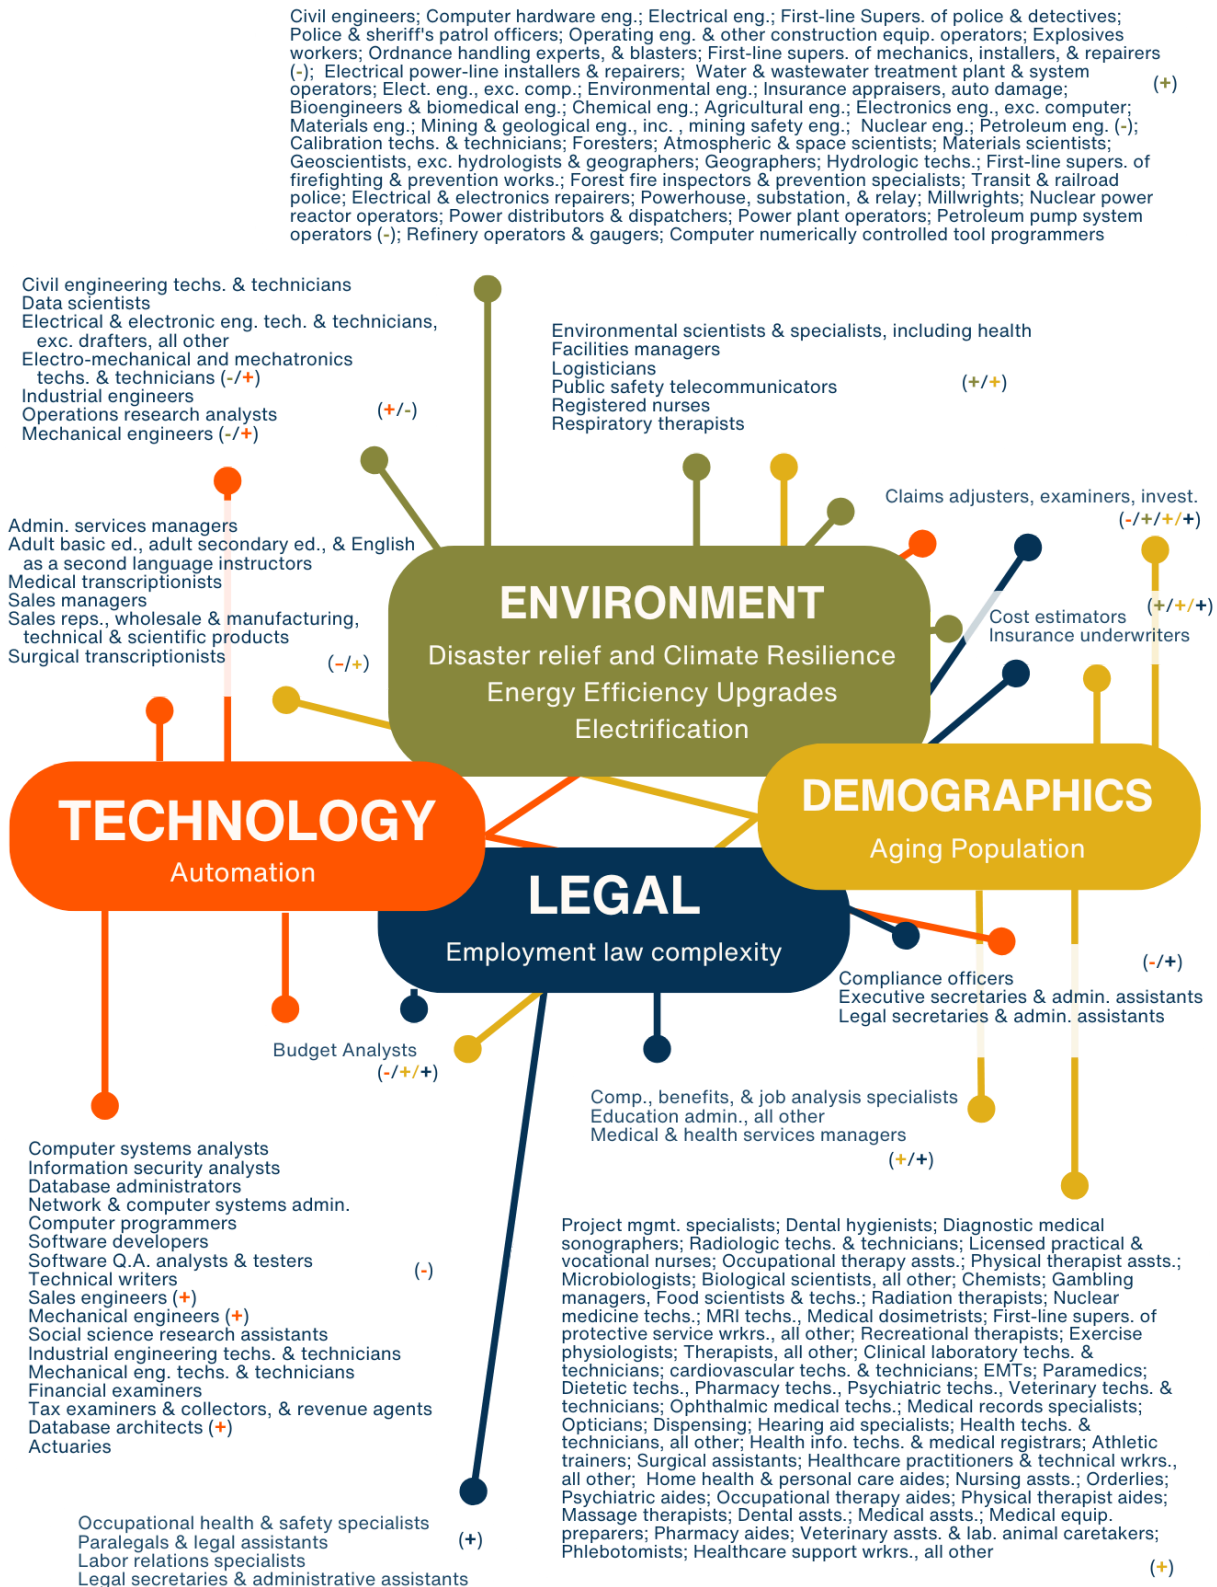 Civil engineers; Computer hardware eng.; Electrical eng.; First-line Supers. of police & detectives;
Police & sheriff's patrol officers; Operating eng. & other construction equip. operators; Explosives
workers; Ordnance handling experts, & blasters; First-line supers. of mechanics, installers, & repairers
(-); Electrical power-line installers & repairers; Water & wastewater treatment plant & system
operators; Elect. eng., exc. comp.; Environmental eng.; Insurance appraisers, auto damage;
(+)
Bioengineers & biomedical eng.; Chemical eng.; Agricultural eng.; Electronics eng., exc. computer;
Materials eng.; Mining & geological eng., inc. , mining safety eng.; Nuclear eng.; Petroleum eng. (-);
Calibration techs. & technicians; Foresters; Atmospheric & space scientists; Materials scientists;
Geoscientists, exc. hydrologists & geographers; Geographers; Hydrologic techs.; First-line supers. of
firefighting & prevention works.; Forest fire inspectors & prevention specialists; Transit & railroad
police; Electrical & electronics repairers; Powerhouse, substation, & relay; Millwrights; Nuclear power
reactor operators; Power distributors & dispatchers; Power plant operators; Petroleum pump system
operators (-); Refinery operators & gaugers; Computer numerically controlled tool programmers
Civil engineering techs. & technicians
Data scientists
Electrical & electronic eng. tech. & technicians,
exc. drafters, all other
Electro-mechanical and mechatronics
techs. & technicians (-/+)
Industrial engineers
Operations research analysts
Mechanical engineers (-/+)
(+/-)
Environmental scientists & specialists, including health
Facilities managers
Logisticians
Public safety telecommunicators
Registered nurses
Respiratory therapists
(+/+)
Claims adjusters, examiners, invest.
(-/+/+/+)
Admin. services managers
Adult basic ed., adult secondary ed., & English
as a second language instructors
Medical transcriptionists
Sales managers
Sales reps., wholesale & manufacturing,
technical & scientific products
Surgical transcriptionists
(-/+)
Cost estimators
Insurance underwriters
(+/+/+)
ENVIRONMENT
Disaster relief and Climate Resilience
Energy Efficiency Upgrades
Electrification
TECHNOLOGY
Automation
DEMOGRAPHICS
Aging Population
LEGAL
Employment law complexity
Compliance officers
Executive secretaries & admin. assistants
Legal secretaries & admin. assistants
(-/+)
Budget Analysts
(-/+/+)
Comp., benefits, & job analysis specialists
Education admin., all other
Medical & health services managers
(+/+)
Computer systems analysts
Information security analysts
Database administrators
Network & computer systems admin.
Computer programmers
Software developers
Software Q.A. analysts & testers
Technical writers
Sales engineers (+)
Mechanical engineers (+)
Social science research assistants
Industrial engineering techs. & technicians
Mechanical eng. techs. & technicians
Financial examiners
Tax examiners & collectors, & revenue agents
Database architects (+)
Actuaries
(-)
Project mgmt. specialists; Dental hygienists; Diagnostic medical
sonographers; Radiologic techs. & technicians; Licensed practical &
vocational nurses; Occupational therapy assts.; Physical therapist assts.;
Microbiologists; Biological scientists, all other; Chemists; Gambling
managers, Food scientists & techs.; Radiation therapists; Nuclear
medicine techs.; MRI techs., Medical dosimetrists; First-line supers. of
protective service wrkrs., all other; Recreational therapists; Exercise
physiologists; Therapists, all other; Clinical laboratory techs. &
technicians; cardiovascular techs. & technicians; EMTs; Paramedics;
Dietetic techs., Pharmacy techs., Psychiatric techs., Veterinary techs. &
technicians; Ophthalmic medical techs.; Medical records specialists;
Opticians; Dispensing; Hearing aid specialists; Health techs. &
technicians, all other; Health info. techs. & medical registrars; Athletic
trainers; Surgical assistants; Healthcare practitioners & technical wrkrs.,
all other; Home health & personal care aides; Nursing assts.; Orderlies;
Psychiatric aides; Occupational therapy aides; Physical therapist aides;
Massage therapists; Dental assts.; Medical assts.; Medical equip.
preparers; Pharmacy aides; Veterinary assts. & lab. animal caretakers;
Phlebotomists; Healthcare support wrkrs., all other
(+)
Occupational health & safety specialists
Paralegals & legal assistants
Labor relations specialists
Legal secretaries & administrative assistants
(+)